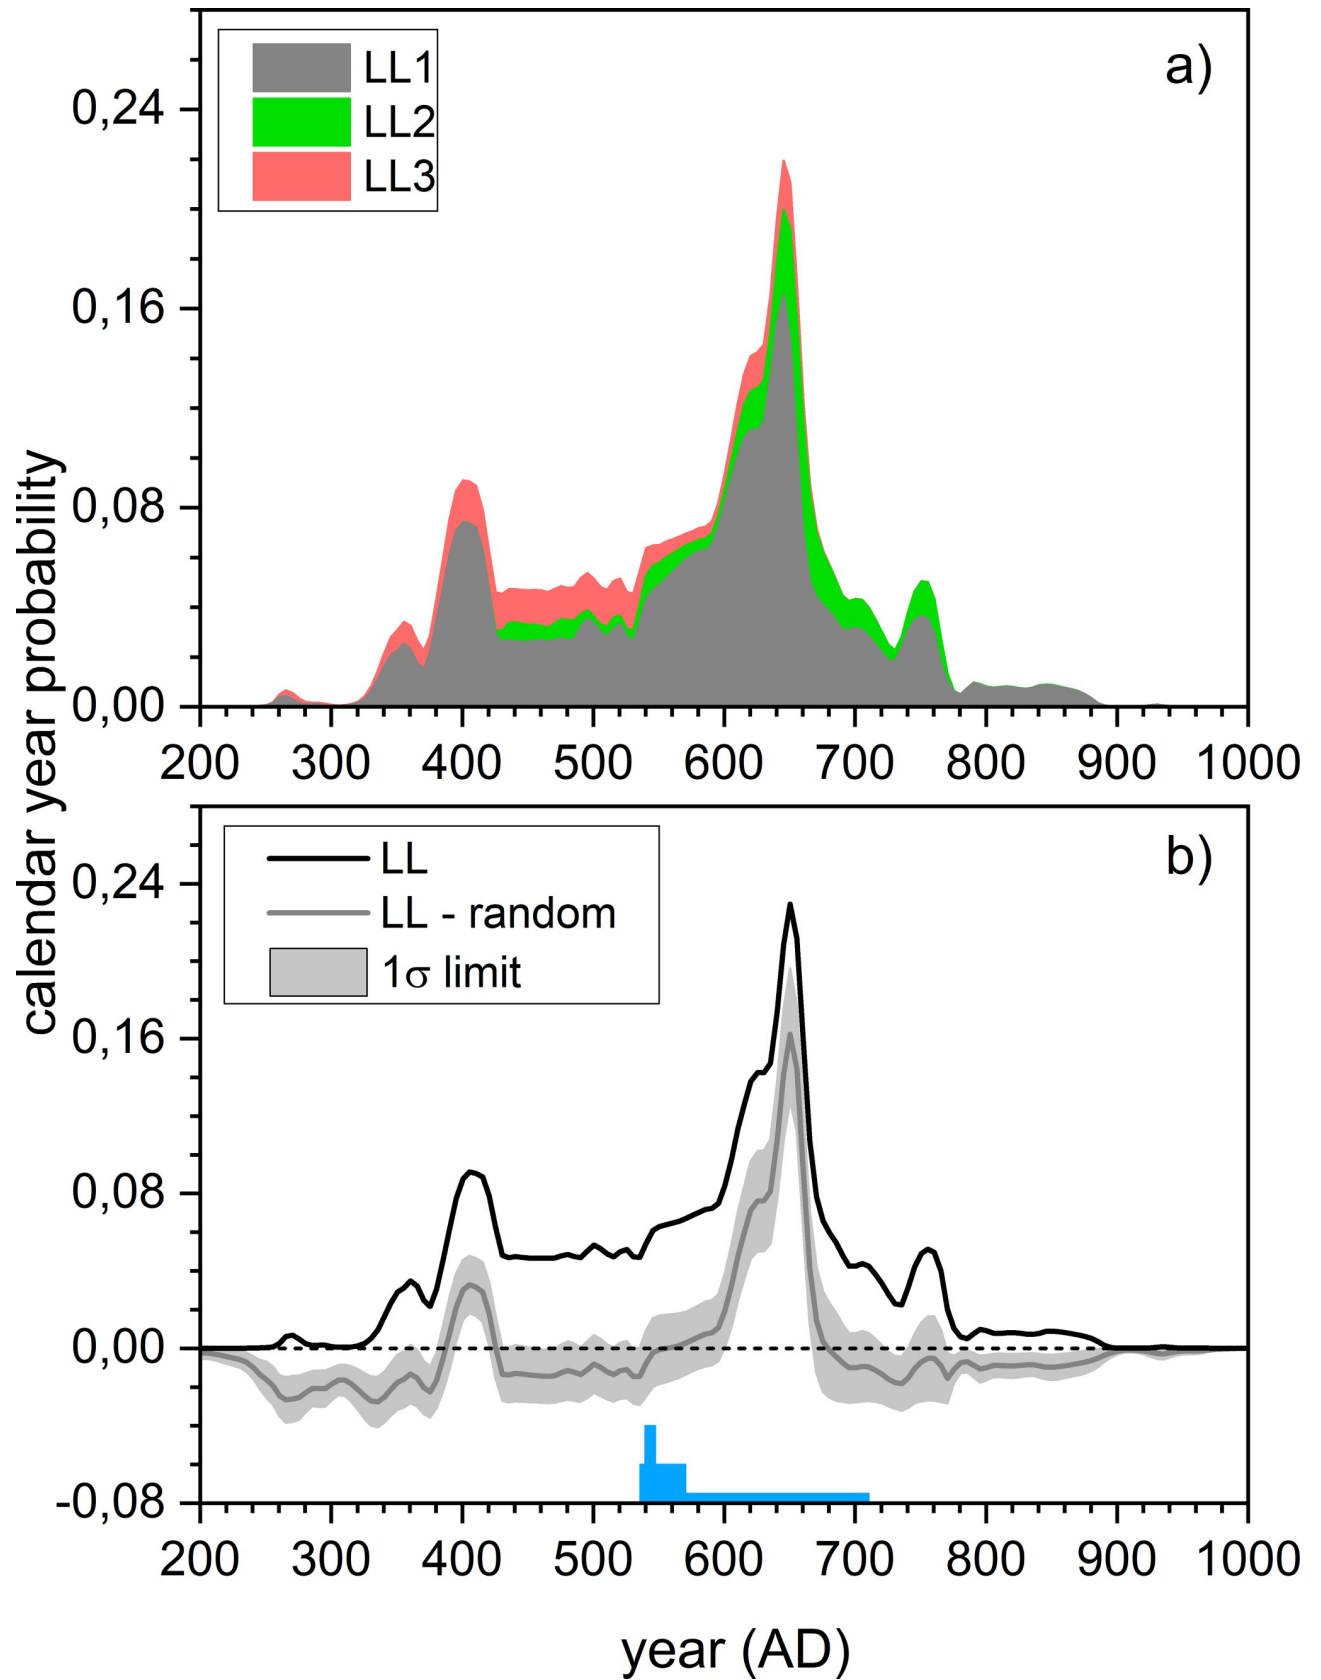 a)
LL1
LL2
LL3
0,24
0,16
0,08
0,00
200 300 400 500 600 700 800 900 1000
calendar year probability
b)
LL
LL - random
1σ limit
0,24
0,16
0,08
0,00
-0,08
200 300 400 500 600 700 800 900 1000
year (AD)